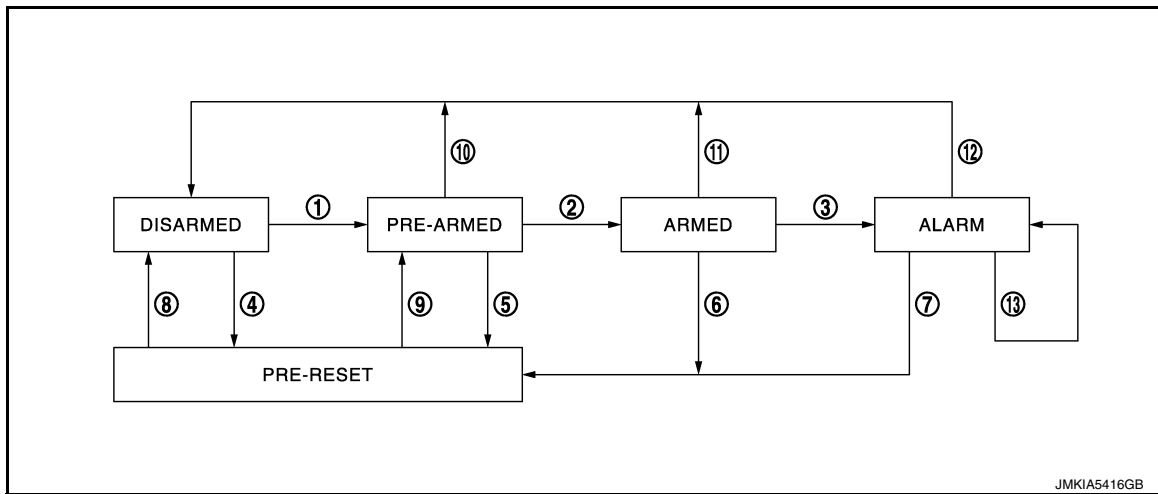 ⑩ ⑪ ⑫
DISARMED ① PRE-ARMED ② ARMED ③ ALARM
⑧ ④ ⑨ ⑤ ⑥ ⑦ ⑬
PRE-RESET
JMKIA5416GB